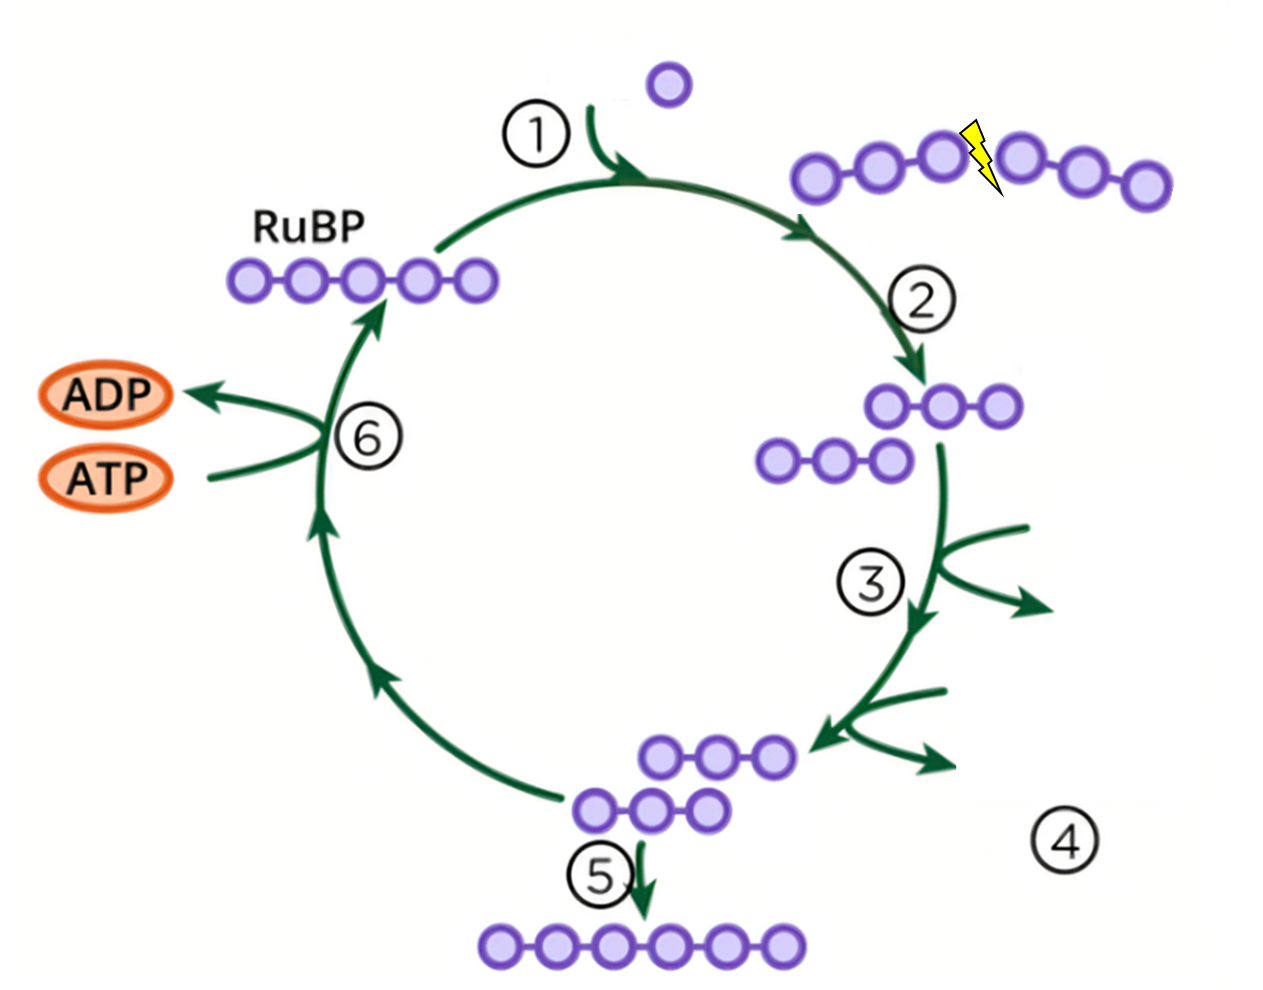 ①
②
RuBP
ADP
⑥
ATP
③
④
⑤